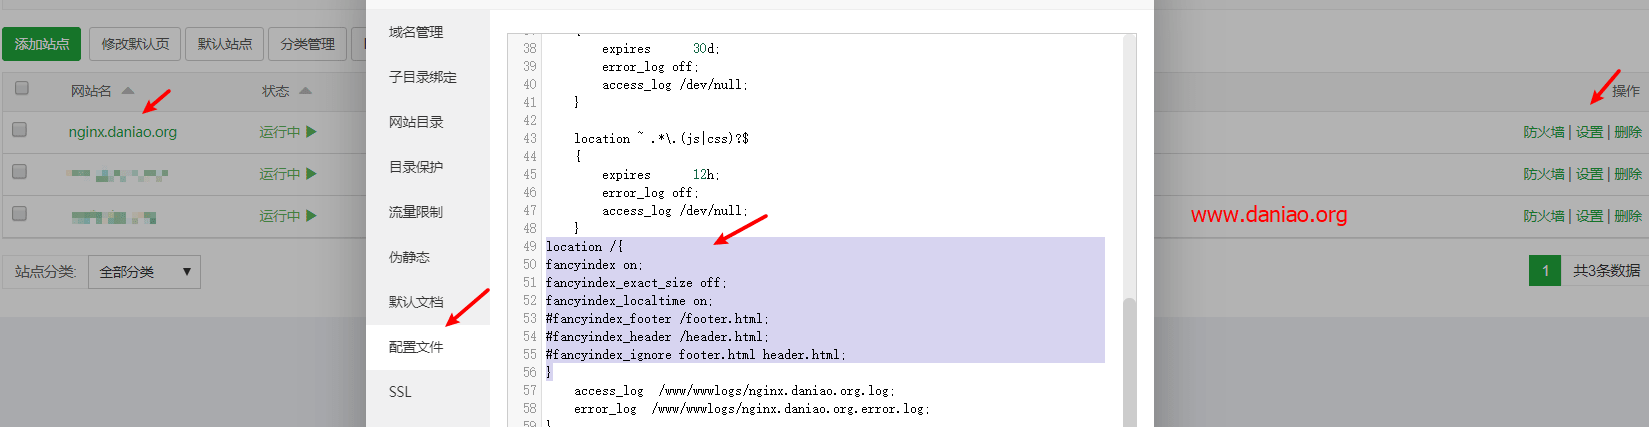 添加站点 修改默认页 默认站点 分类管理
网站名 状态 操作
nginx.daniao.org 运行中 防火墙 | 设置 | 删除
运行中 防火墙 | 设置 | 删除
运行中 防火墙 | 设置 | 删除
站点分类: 全部分类 ▼
1 共3条数据
域名管理
子目录绑定
网站目录
目录保护
流量限制
伪静态
默认文档
配置文件
SSL
{
38 expires 30d;
39 error_log off;
40 access_log /dev/null;
41 }
42
43 location ~ .*\.(js|css)?$
44 {
45 expires 12h;
46 error_log off;
47 access_log /dev/null;
48 }
49 location /{
50 fancyindex on;
51 fancyindex_exact_size off;
52 fancyindex_localtime on;
53 #fancyindex_footer /footer.html;
54 #fancyindex_header /header.html;
55 #fancyindex_ignore footer.html header.html;
56 }
57 access_log /www/wwwlogs/nginx.daniao.org.log;
58 error_log /www/wwwlogs/nginx.daniao.org.error.log;
59 }
www.daniao.org